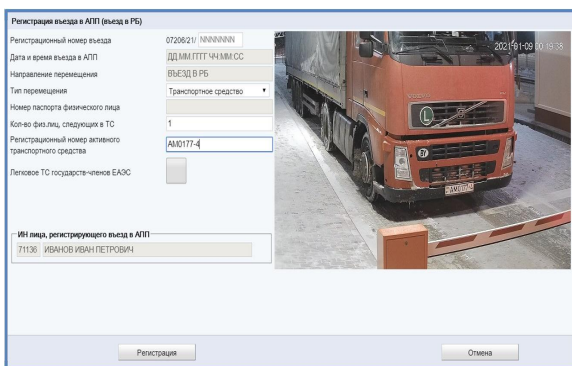 Регистрация въезда в АПП (въезд в РБ)
Регистрационный номер въезда 07206/21/ NNNNNNN
Дата и время въезда в АПП ДД.ММ.ГГГГ ЧЧ:ММ:СС
Направление перемещения ВЪЕЗД В РБ
Тип перемещения Транспортное средство
Номер паспорта физического лица
Кол-во физ.лиц, следующих в ТС 1
Регистрационный номер активного
транспортного средства AM0177-4
Легковое ТС государств-членов ЕАЭС
ИН лица, регистрирующего въезд в АПП
71136 ИВАНОВ ИВАН ПЕТРОВИЧ
2021-01-09 00:19:38
VOLVO
L
Регистрация
Отмена